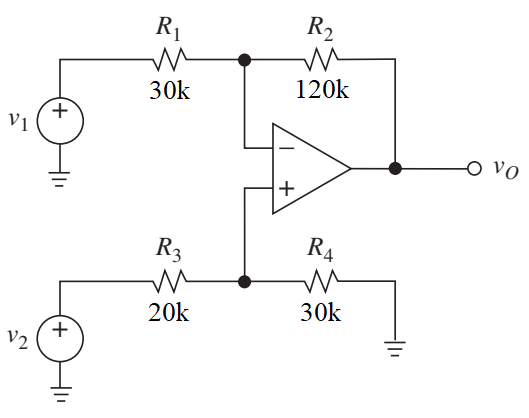 R1 R2
30k 120k
v1 +
−
+
vO
R3 R4
20k 30k
v2 +